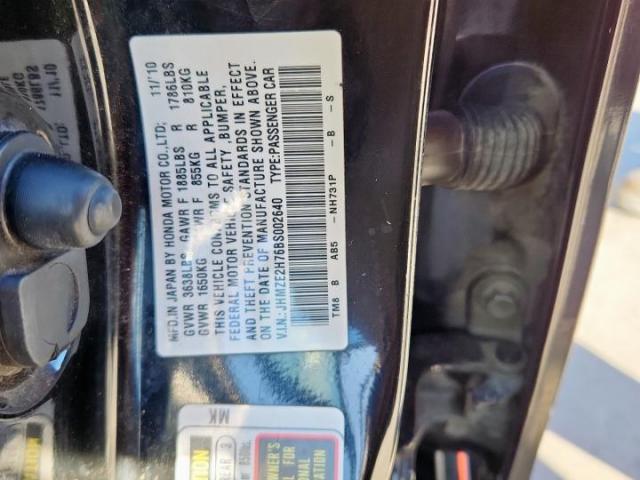 MFD.IN JAPAN BY HONDA MOTOR CO.,LTD. 11/10
GVWR 3638LBS GAWR F 1885LBS R 1786LBS
GVWR 1650KG GAWR F 855KG R 810KG
THIS VEHICLE CONFORMS TO ALL APPLICABLE
FEDERAL MOTOR VEHICLE SAFETY ,BUMPER,
AND THEFT PREVENTION STANDARDS IN EFFECT
ON THE DATE OF MANUFACTURE SHOWN ABOVE.
V.I.N.: JHMZE2H76BS002640 TYPE:PASSENGER CAR
TM8 B AB5 -NH731P -B -S
MK